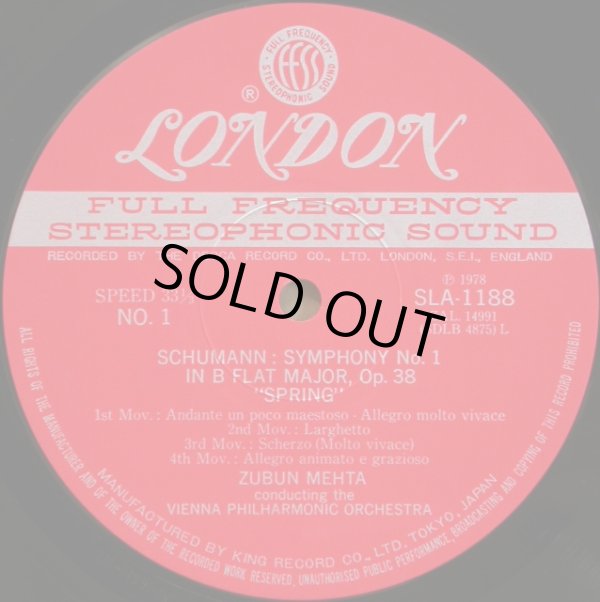 FULL FREQUENCY
ffss
STEREOPHONIC SOUND
®
LONDON
FULL FREQUENCY
STEREOPHONIC SOUND
RECORDED BY THE DECCA RECORD CO., LTD. LONDON, S.E.I., ENGLAND
Ⓟ 1978
SPEED 33⅓
SLA-1188
NO. 1
AL. 14991
DLB 4875) L
SOLD OUT
SCHUMANN : SYMPHONY No. 1
IN B FLAT MAJOR, Op. 38
"SPRING"
1st Mov. : Andante un poco maestoso - Allegro molto vivace
2nd Mov. : Larghetto
3rd Mov. : Scherzo (Molto vivace)
4th Mov. : Allegro animato e grazioso
ZUBUN MEHTA
conducting the
VIENNA PHILHARMONIC ORCHESTRA
MANUFACTURED BY KING RECORD CO., LTD. TOKYO, JAPAN
ALL RIGHTS OF THE MANUFACTURER AND OF THE OWNER OF THE RECORDED WORK RESERVED, UNAUTHORISED PUBLIC PERFORMANCE, BROADCASTING AND COPYING OF THIS RECORD PROHIBITED